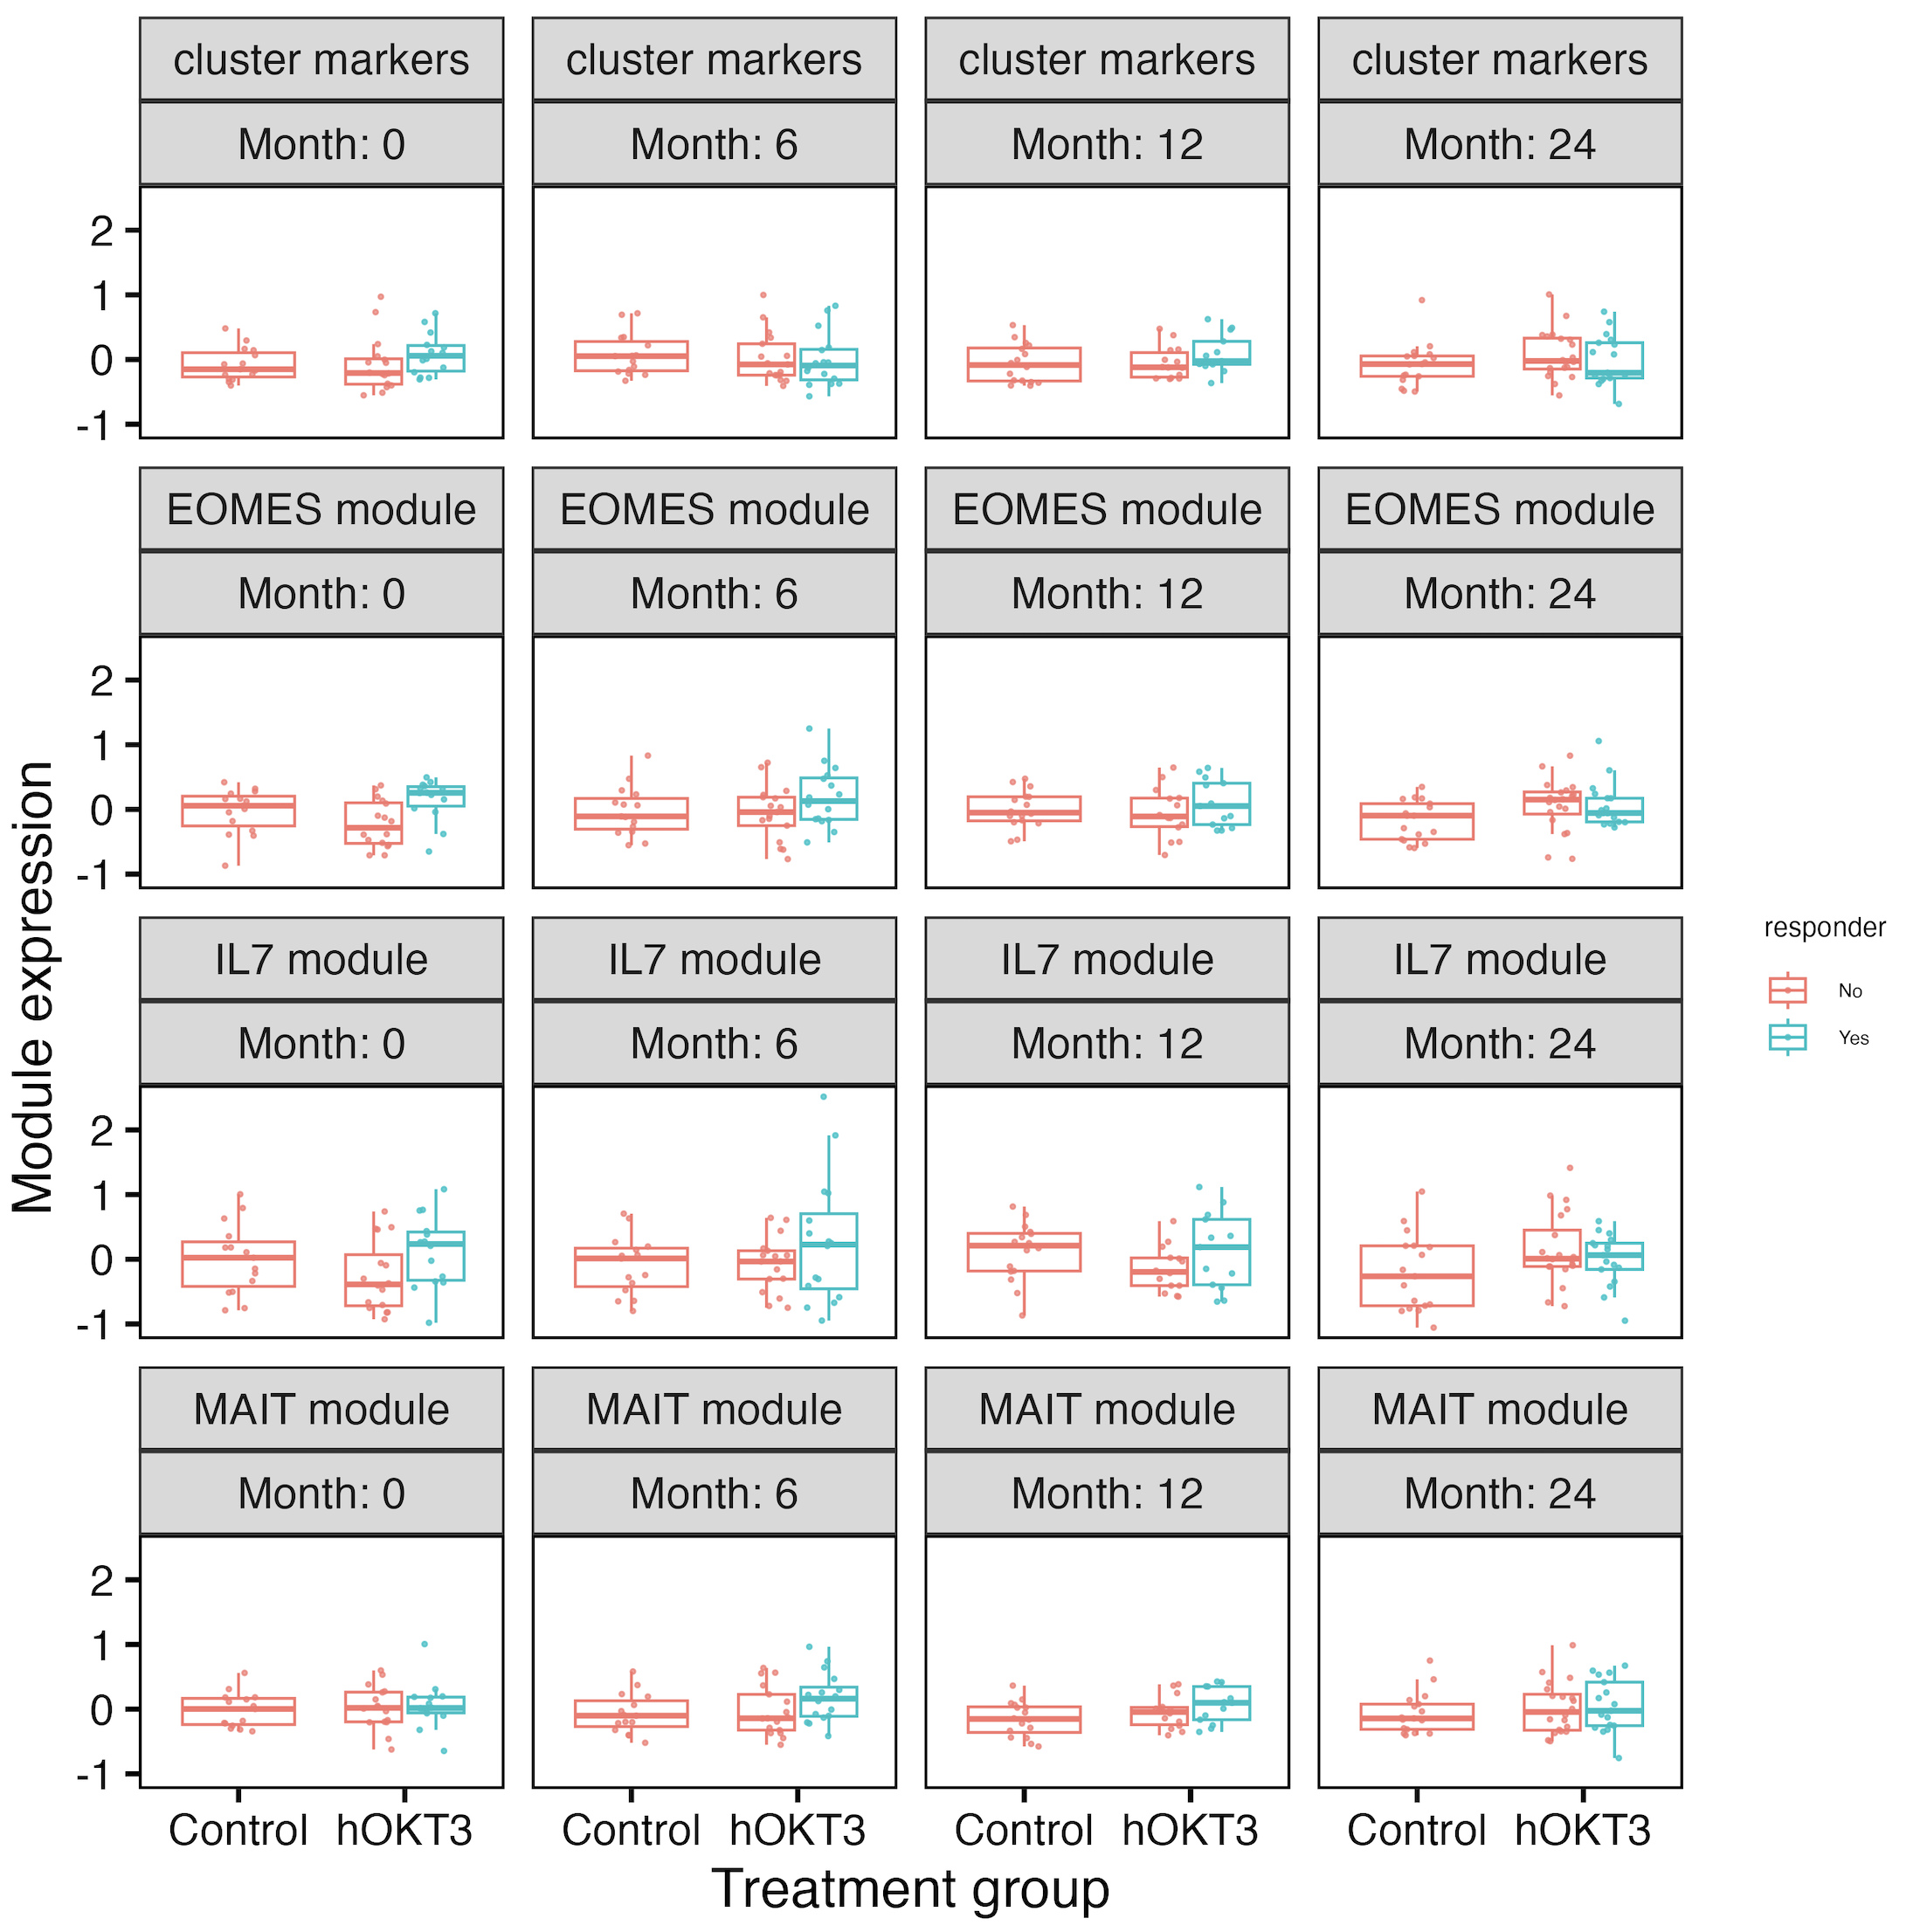 cluster markers cluster markers cluster markers cluster markers
Month: 0 Month: 6 Month: 12 Month: 24
2
1
0
-1
EOMES module EOMES module EOMES module EOMES module
Month: 0 Month: 6 Month: 12 Month: 24
2
1
0
-1
Module expression
IL7 module IL7 module IL7 module IL7 module
Month: 0 Month: 6 Month: 12 Month: 24
2
1
0
-1
responder
No
Yes
MAIT module MAIT module MAIT module MAIT module
Month: 0 Month: 6 Month: 12 Month: 24
2
1
0
-1
Control hOKT3 Control hOKT3 Control hOKT3 Control hOKT3
Treatment group